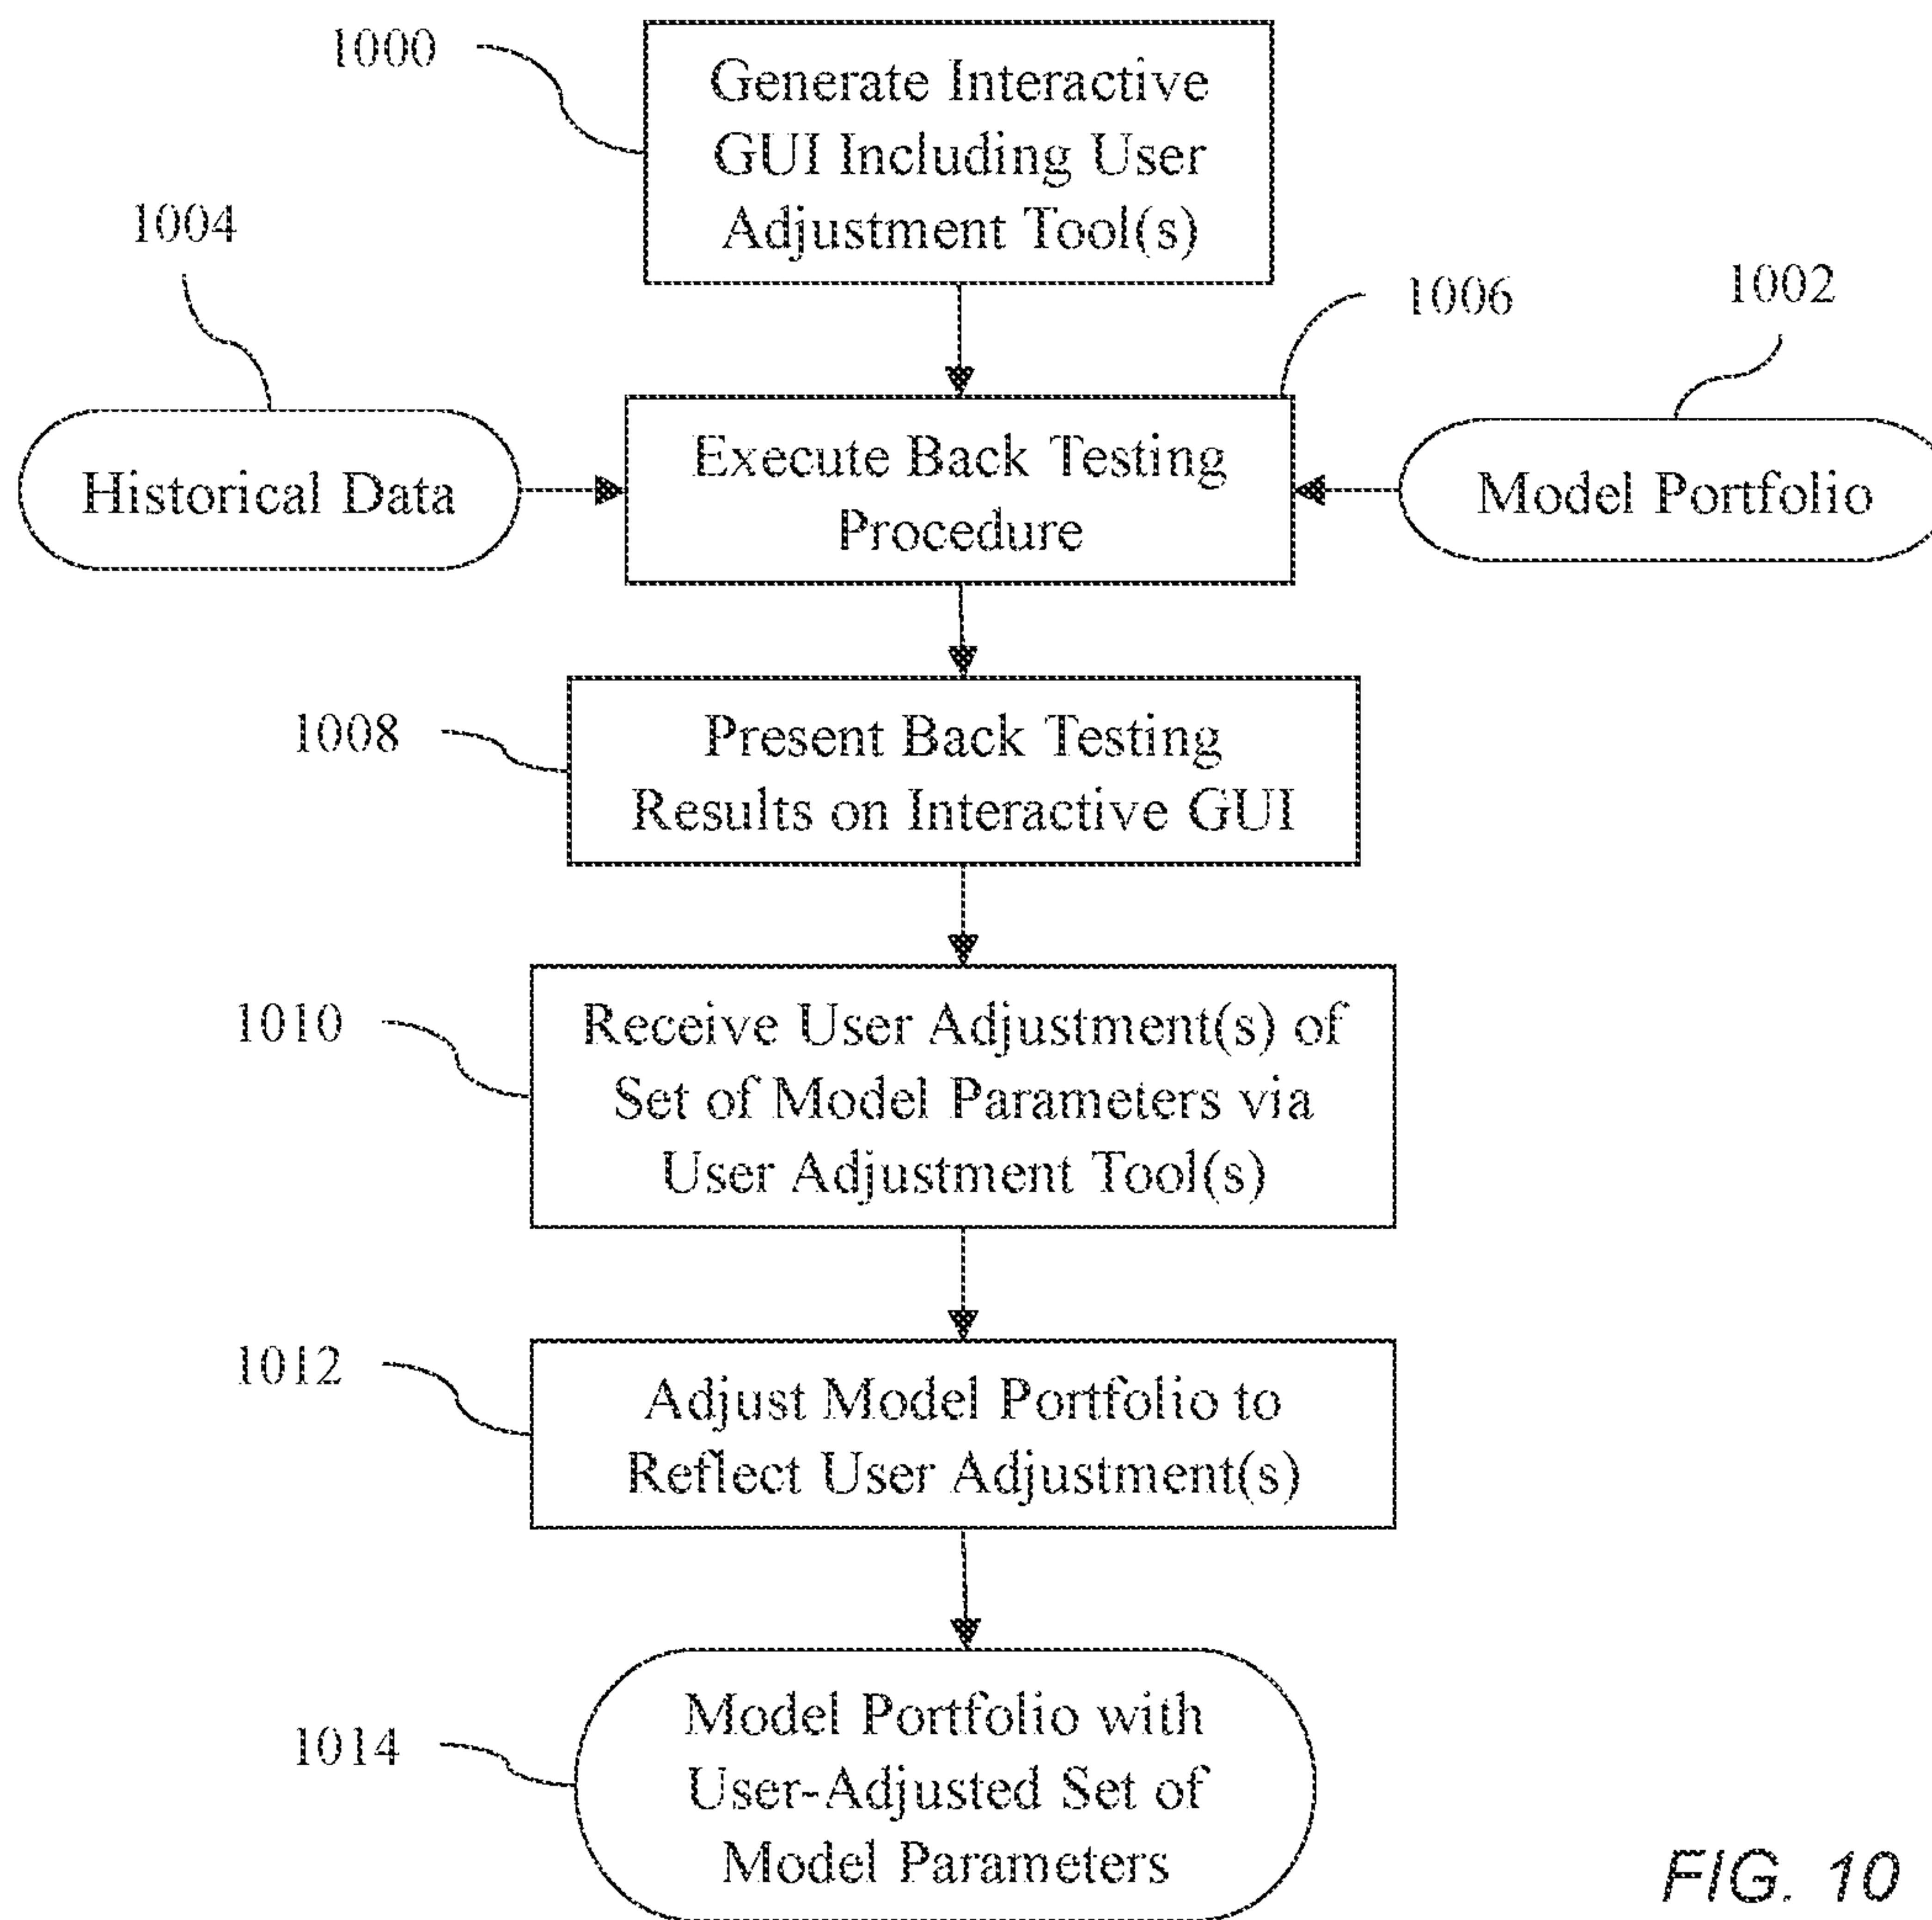 1000
Generate Interactive
GUI Including User
Adjustment Tool(s)
1004
1006
1002
Historical Data
Execute Back Testing
Procedure
Model Portfolio
1008
Present Back Testing
Results on Interactive GUI
1010
Receive User Adjustment(s) of
Set of Model Parameters via
User Adjustment Tool(s)
1012
Adjust Model Portfolio to
Reflect User Adjustment(s)
1014
Model Portfolio with
User-Adjusted Set of
Model Parameters
FIG. 10